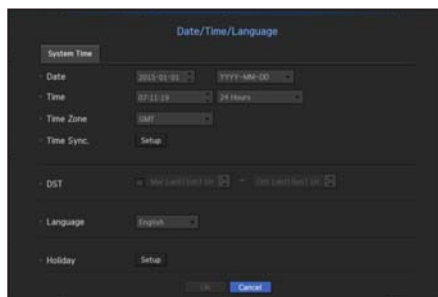 Date/Time/Language
System Time
Date 2015-01-01 YYYY-MM-DD
Time 07:11:19 24 Hours
Time Zone GMT
Time Sync. Setup
DST
Language English
Holiday Setup
OK Cancel